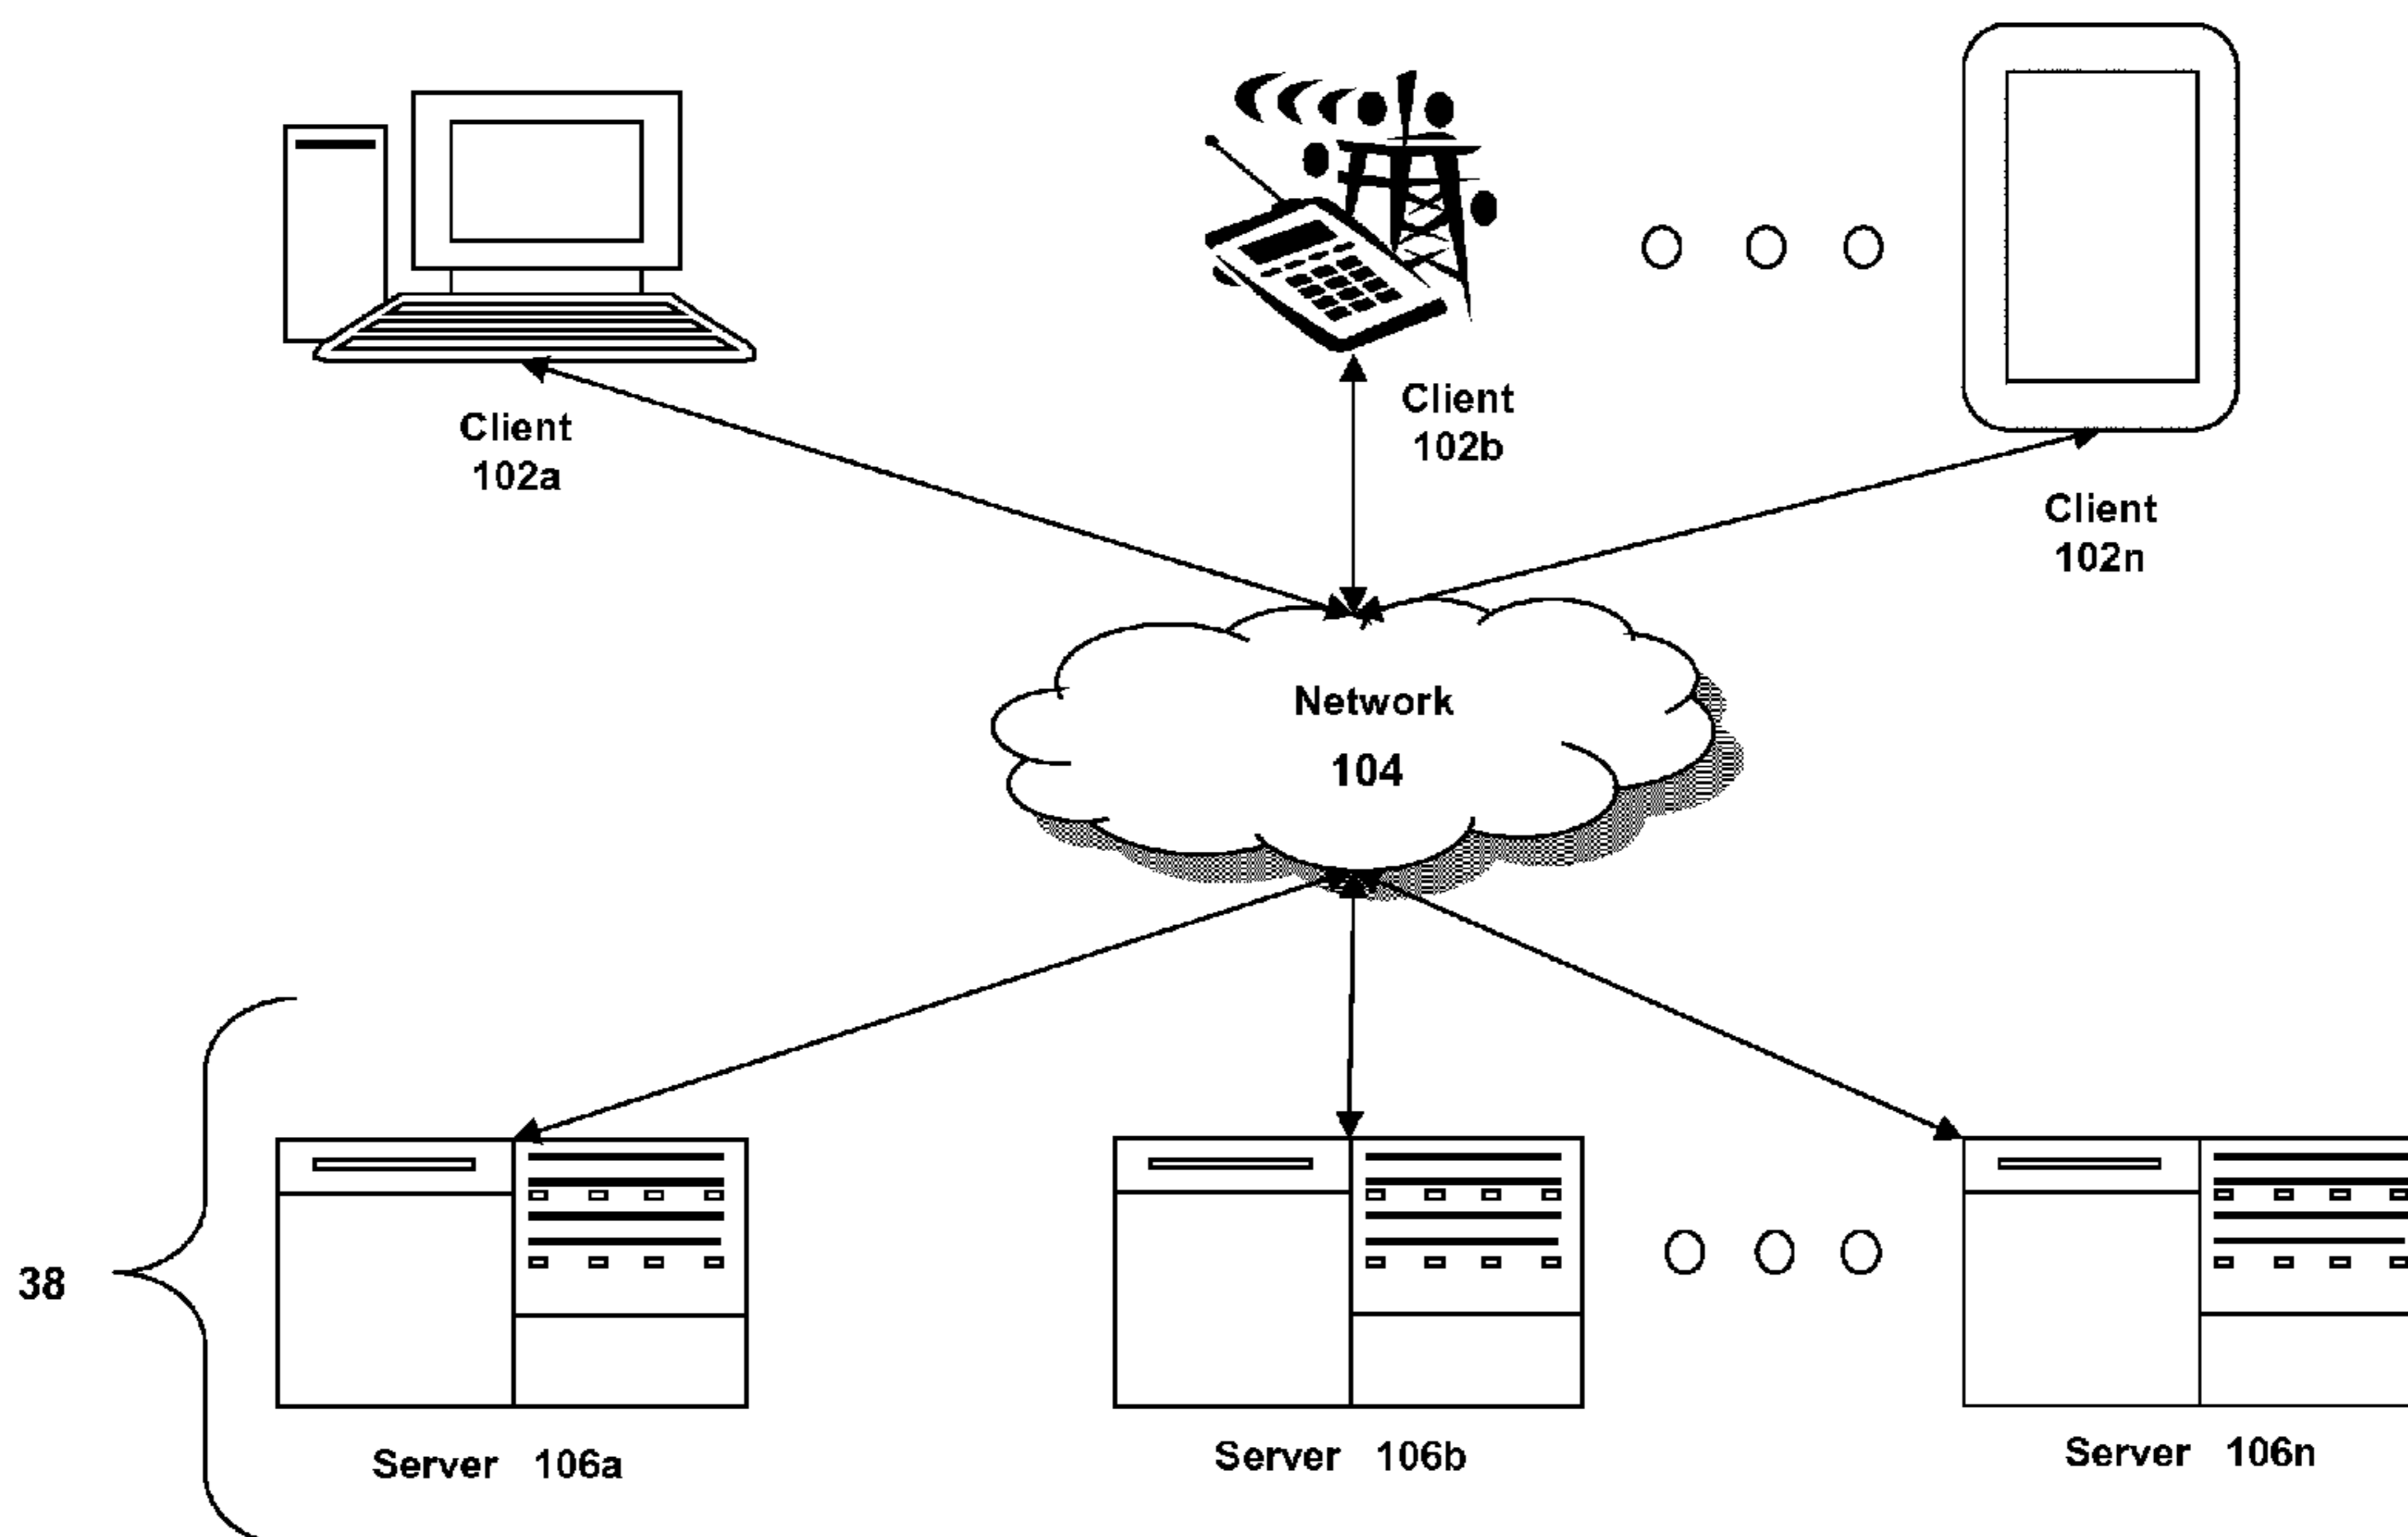 Client
102a
Client
102b
Client
102n
Network
104
38
Server 106a
Server 106b
Server 106n